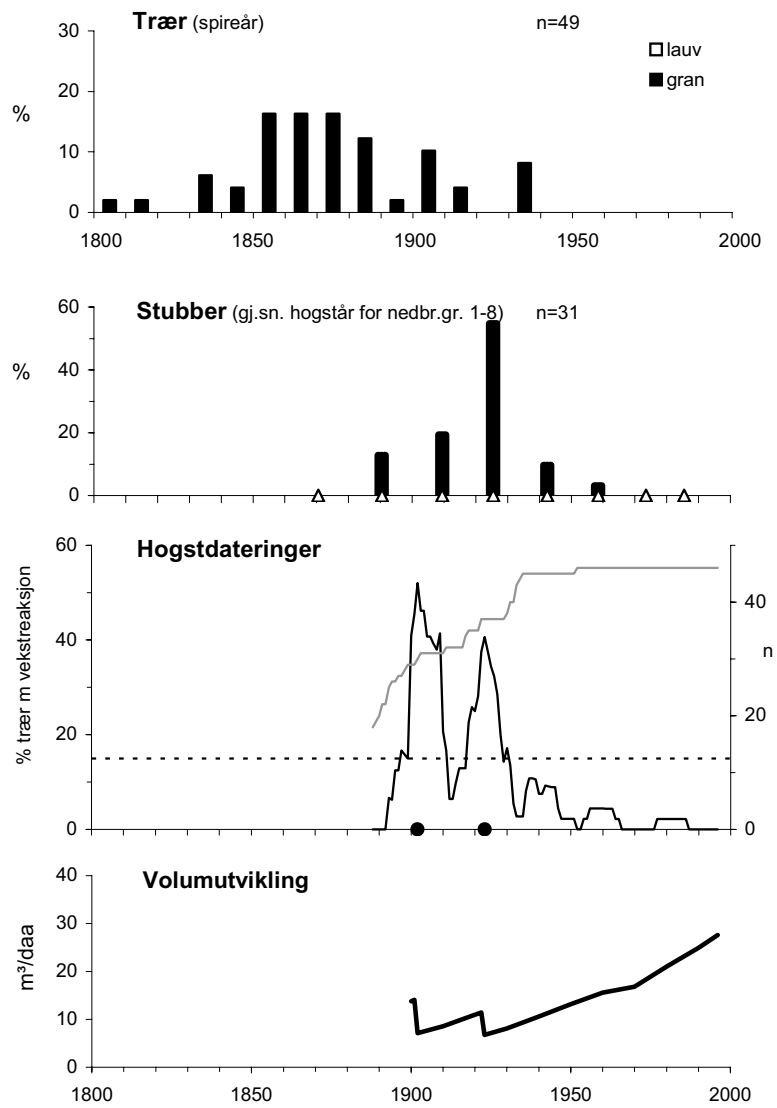 Trær (spireår) n=49
lauv
gran
%
30
20
10
0
1800 1850 1900 1950 2000
Stubber (gj.sn. hogstår for nedbr.gr. 1-8) n=31
%
60
40
20
0
Hogstdateringer
% trær m vekstreaksjon
60
40
20
0
n
40
20
0
Volumutvikling
m³/daa
40
30
20
10
0
1800 1850 1900 1950 2000